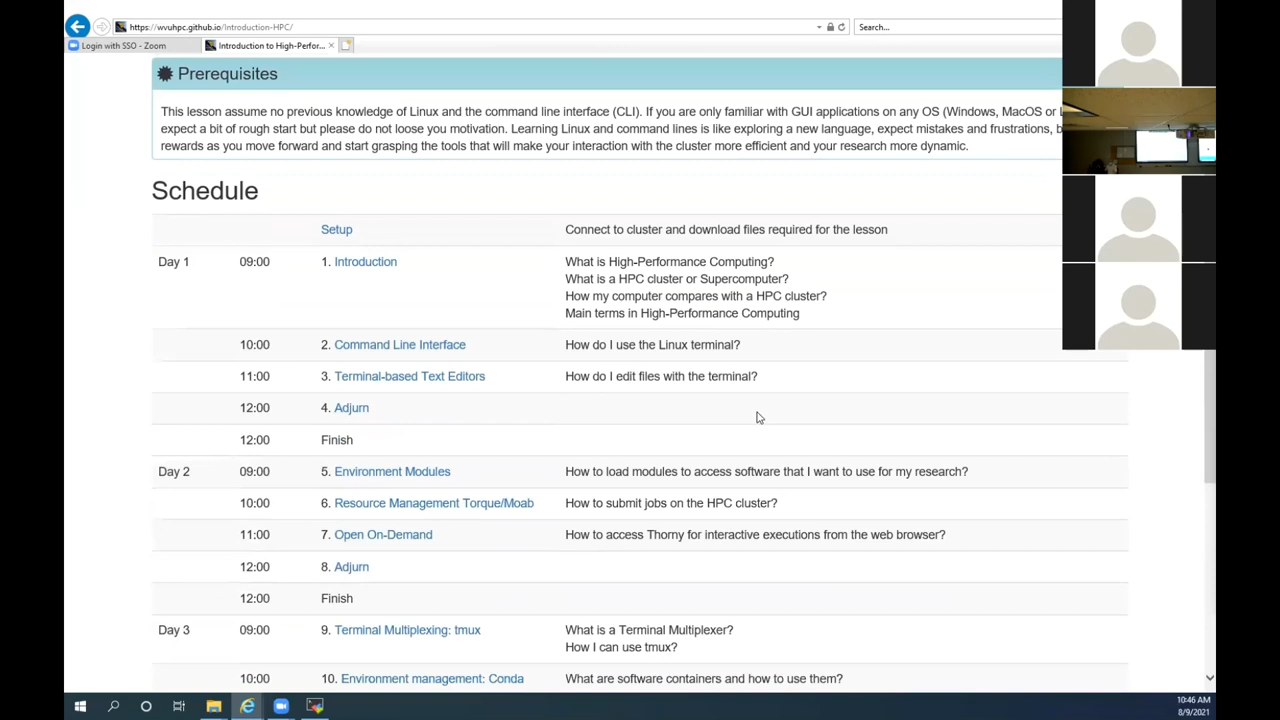 https://wvuhpc.github.io/Introduction-HPC/
Search...
Login with SSO - Zoom
Introduction to High-Perfor...
Prerequisites
This lesson assume no previous knowledge of Linux and the command line interface (CLI). If you are only familiar with GUI applications on any OS (Windows, MacOS or L
expect a bit of rough start but please do not loose you motivation. Learning Linux and command lines is like exploring a new language, expect mistakes and frustrations, b
rewards as you move forward and start grasping the tools that will make your interaction with the cluster more efficient and your research more dynamic.
Schedule
Setup Connect to cluster and download files required for the lesson
Day 1 09:00 1. Introduction What is High-Performance Computing?
What is a HPC cluster or Supercomputer?
How my computer compares with a HPC cluster?
Main terms in High-Performance Computing
10:00 2. Command Line Interface How do I use the Linux terminal?
11:00 3. Terminal-based Text Editors How do I edit files with the terminal?
12:00 4. Adjurn
12:00 Finish
Day 2 09:00 5. Environment Modules How to load modules to access software that I want to use for my research?
10:00 6. Resource Management Torque/Moab How to submit jobs on the HPC cluster?
11:00 7. Open On-Demand How to access Thorny for interactive executions from the web browser?
12:00 8. Adjurn
12:00 Finish
Day 3 09:00 9. Terminal Multiplexing: tmux What is a Terminal Multiplexer?
How I can use tmux?
10:00 10. Environment management: Conda What are software containers and how to use them?
10:46 AM
8/9/2021